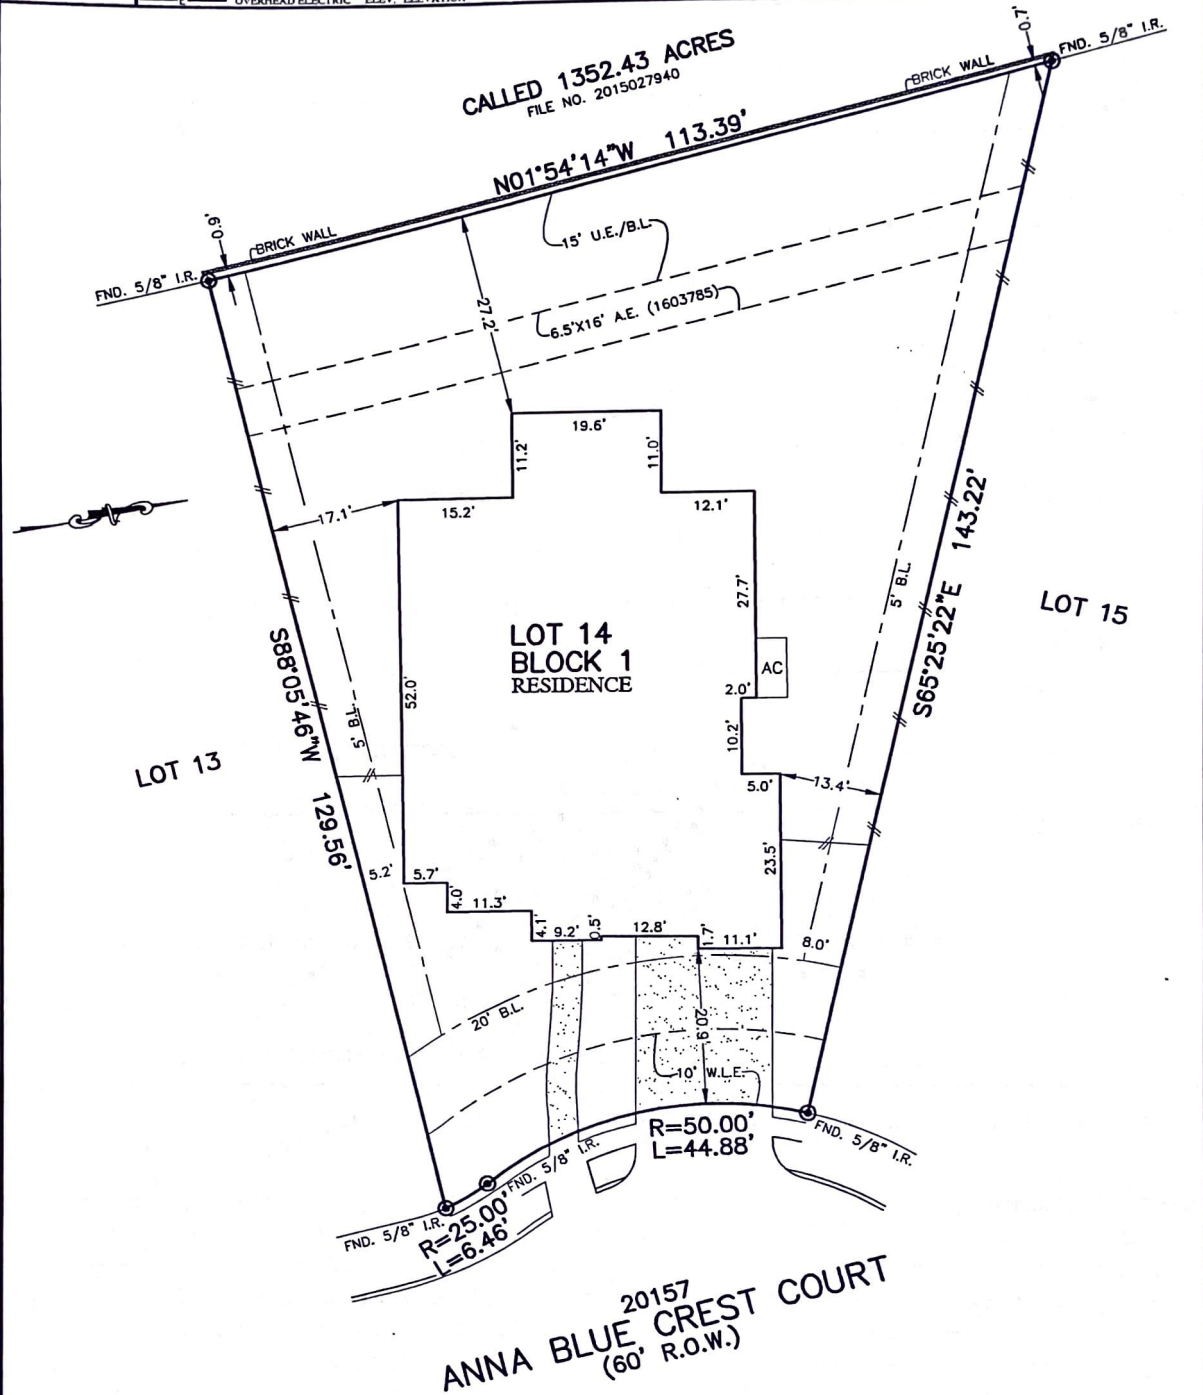 OVERHEAD ELECTRIC ELEV. ELEVATION
CALLED 1352.43 ACRES
FILE NO. 2015027940
0.7'
FND. 5/8" I.R.
BRICK WALL
N01°54'14"W 113.39'
0.9'
BRICK WALL
FND. 5/8" I.R.
15' U.E./B.L.
27.2'
6.5'X16' A.E. (1603785)
19.6'
11.2'
11.0'
17.1'
15.2'
12.1'
27.7'
5' B.L.
S65°25'22"E 143.22'
LOT 15
LOT 14
BLOCK 1
RESIDENCE
AC
52.0'
2.0'
10.2'
S88°05'46"W 129.56'
5' B.L.
LOT 13
5.0'
13.4'
23.5'
5.2'
5.7'
4.0'
11.3'
4.1'
9.2'
0.5'
12.8'
1.7'
11.1'
8.0'
20' B.L.
20.9'
10' W.L.E.
R=50.00'
L=44.88'
FND. 5/8" I.R.
FND. 5/8" I.R.
FND. 5/8" I.R.
R=25.00'
L=6.46'
20157
ANNA BLUE CREST COURT
(60' R.O.W.)